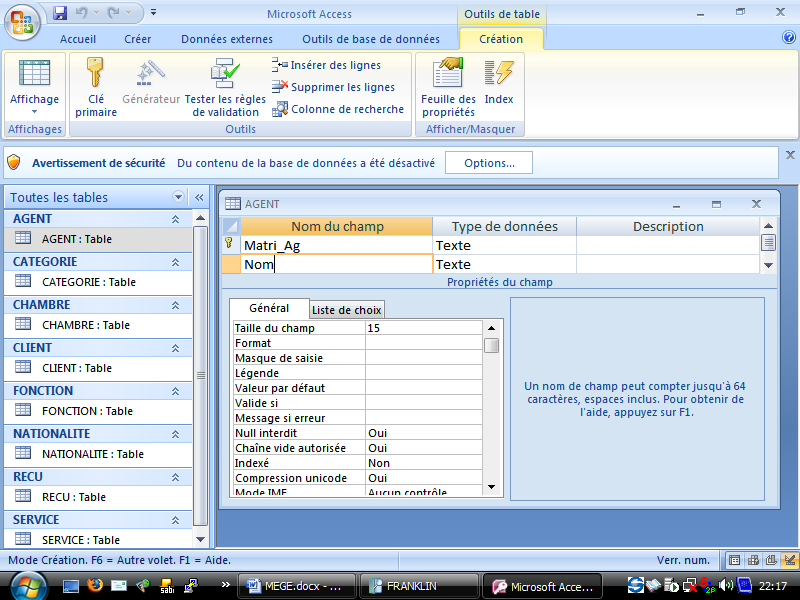 Microsoft Access
Outils de table
Accueil
Créer
Données externes
Outils de base de données
Création
Affichage
Clé primaire
Générateur
Tester les règles de validation
Insérer des lignes
Supprimer les lignes
Colonne de recherche
Feuille des propriétés
Index
Affichages
Outils
Afficher/Masquer
Avertissement de sécurité Du contenu de la base de données a été désactivé Options...
Toutes les tables
AGENT
AGENT : Table
CATEGORIE
CATEGORIE : Table
CHAMBRE
CHAMBRE : Table
CLIENT
CLIENT : Table
FONCTION
FONCTION : Table
NATIONALITE
NATIONALITE : Table
RECU
RECU : Table
SERVICE
SERVICE : Table
AGENT
Nom du champ Type de données Description
Matri_Ag Texte
Nom Texte
Propriétés du champ
Général Liste de choix
Taille du champ 15
Format
Masque de saisie
Légende
Valeur par défaut
Valide si
Message si erreur
Null interdit Oui
Chaîne vide autorisée Oui
Indexé Non
Compression unicode Oui
Mode IME Aucun contrôle
Un nom de champ peut compter jusqu'à 64
caractères, espaces inclus. Pour obtenir de
l'aide, appuyez sur F1.
Mode Création. F6 = Autre volet. F1 = Aide.
Verr. num.
MEGE.docx - ...
FRANKLIN
Microsoft Acce...
22:17